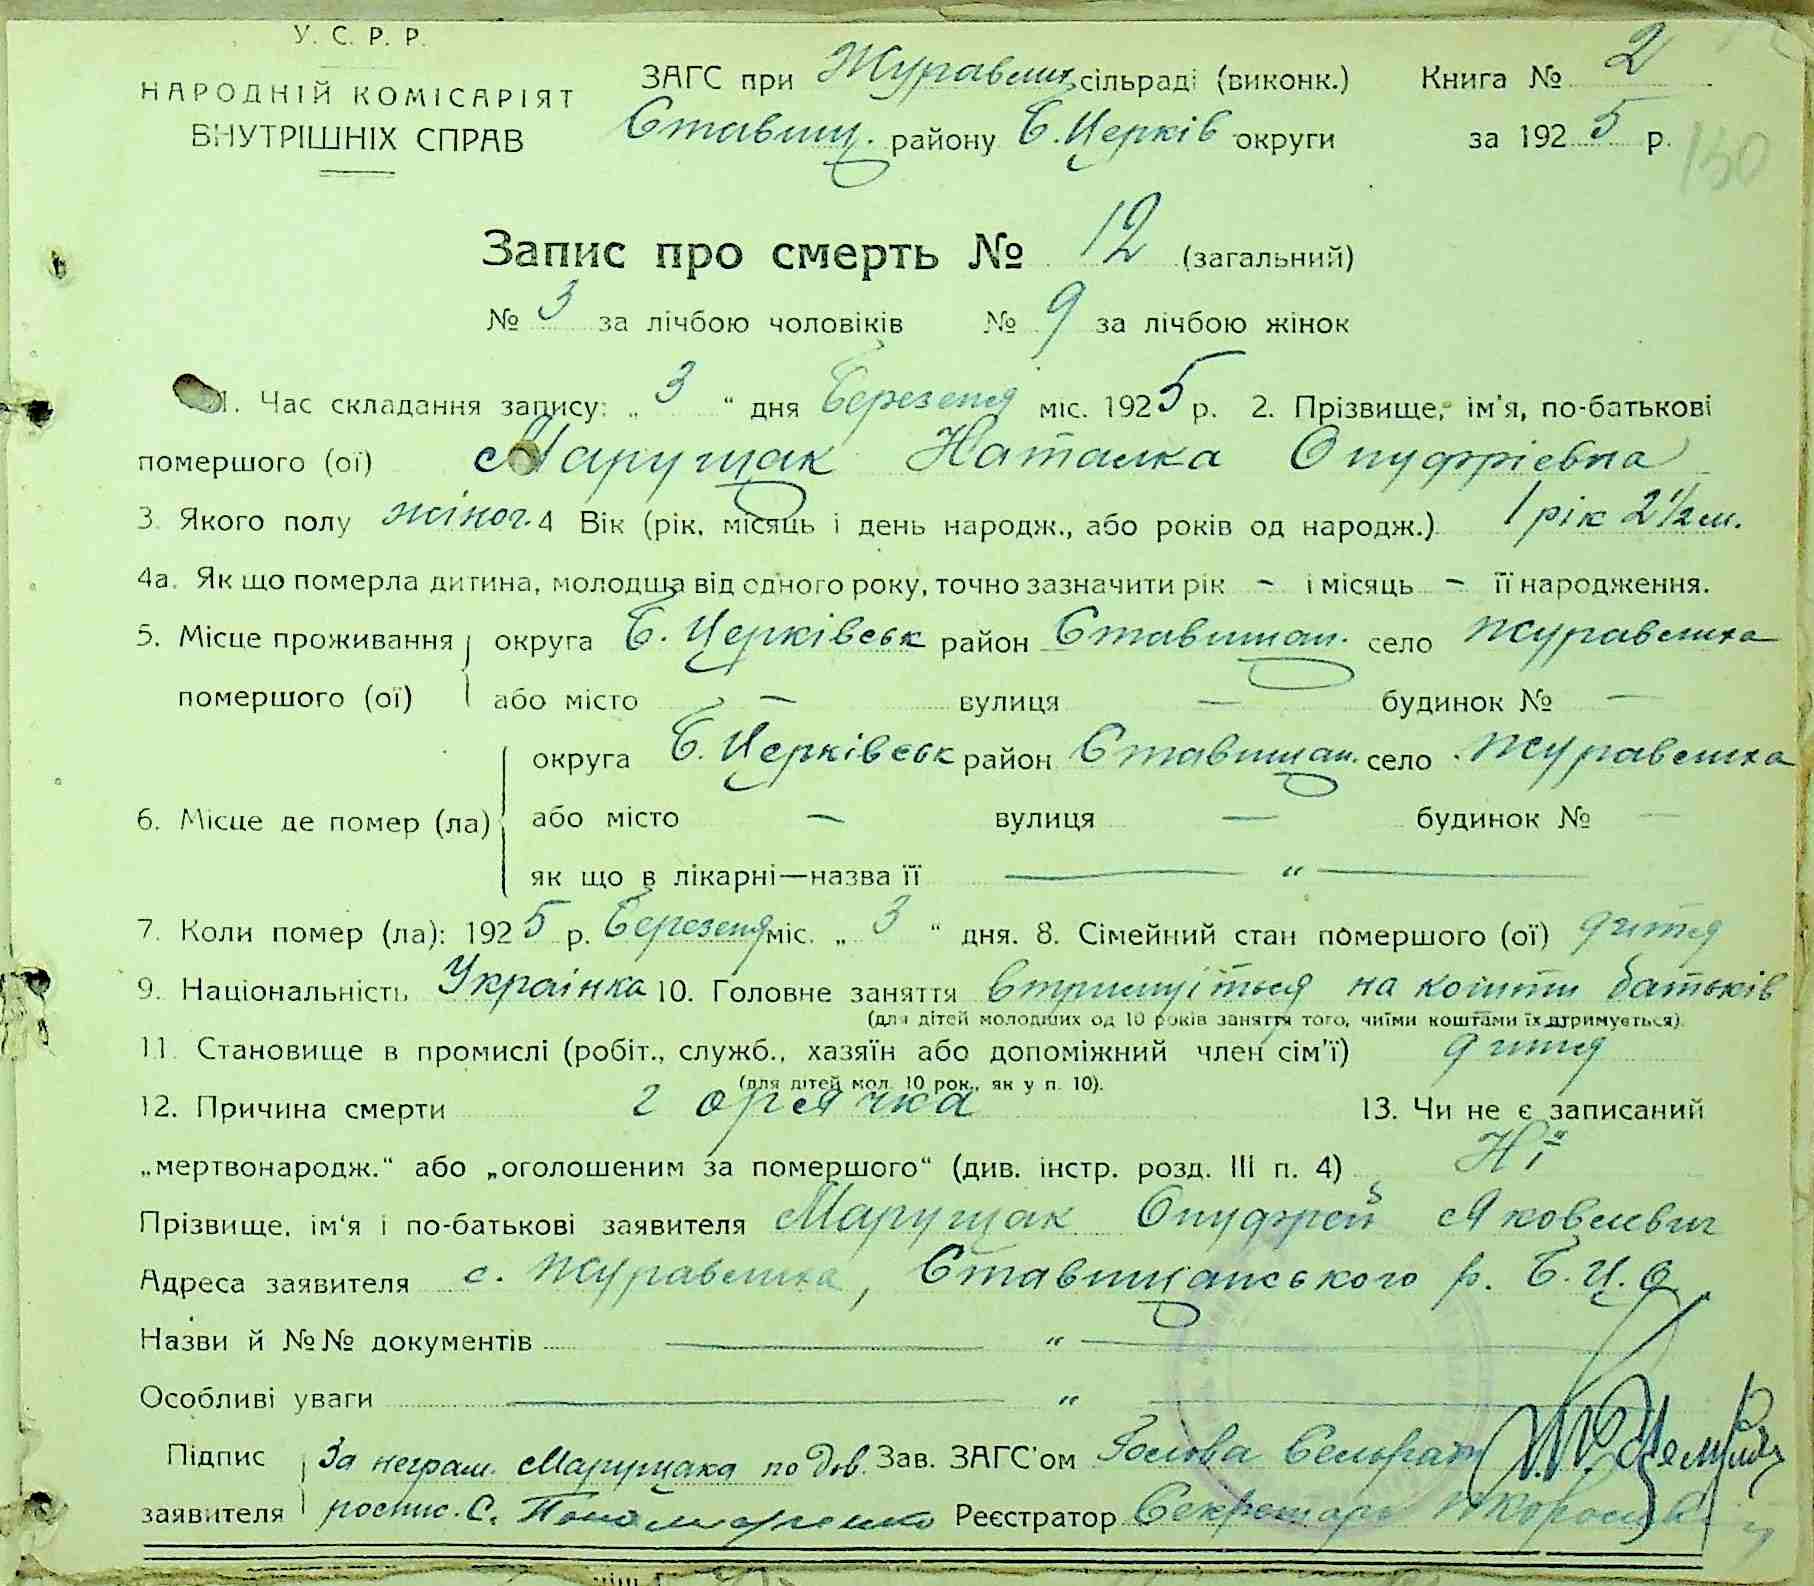 У. С. Р. Р.
НАРОДНІЙ КОМІСАРІЯТ
ВНУТРІШНІХ СПРАВ
ЗАГС при Журавлих. сільраді (виконк.) Книга № 2
Ставищ. району Б. Церків округи за 1925 р.
150
Запис про смерть № 12 (загальний)
№ 3 за лічбою чоловіків № 9 за лічбою жінок
1. Час складання запису: „ 3 “ дня Березеня міс. 1925 р. 2. Прізвище, ім'я, по-батькові
помершого (ої) Марущак Наталка Онуфріевна
3. Якого полу жіноч. 4 Вік (рік, місяць і день народж., або років од народж.) 1 рік 2½ м.
4а. Як що померла дитина, молодша від одного року, точно зазначити рік – і місяць – її народження.
5. Місце проживання округа Б. Церківськ район Ставищан. село Журавлиха
помершого (ої) або місто — вулиця — будинок № —
округа Б. Церківськ район Ставищан. село Журавлиха
6. Місце де помер (ла) або місто — вулиця — будинок № —
як що в лікарні—назва її — “ —
7. Коли помер (ла): 1925 р. Березеня міс. „ 3 “ дня. 8. Сімейний стан помершого (ої) дитя
9. Національність Українка 10. Головне заняття втримуїться на кошти батьків
(для дітей молодших од 10 років заняття того, чиїми коштами їх втримується).
11. Становище в промислі (робіт., служб., хазяїн або допоміжний член сім'ї) дитя
(для дітей мол. 10 рок., як у п. 10).
12. Причина смерти горячка 13. Чи не є записаний
„мертвонародж.“ або „оголошеним за помершого“ (див. інстр. розд. III п. 4) Ні
Прізвище, ім'я і по-батькові заявителя Марущак Онуфрей Яковлевич
Адреса заявителя с. Журавлиха, Ставищанського р. Б. Ц. О.
Назви й №№ документів — “ —
Особливі уваги — “ —
Підпис За неграм. Марущака по дов. Зав. ЗАГС'ом Голова Сельради
заявителя роспис. С. Пономаренко Реєстратор Секретарь